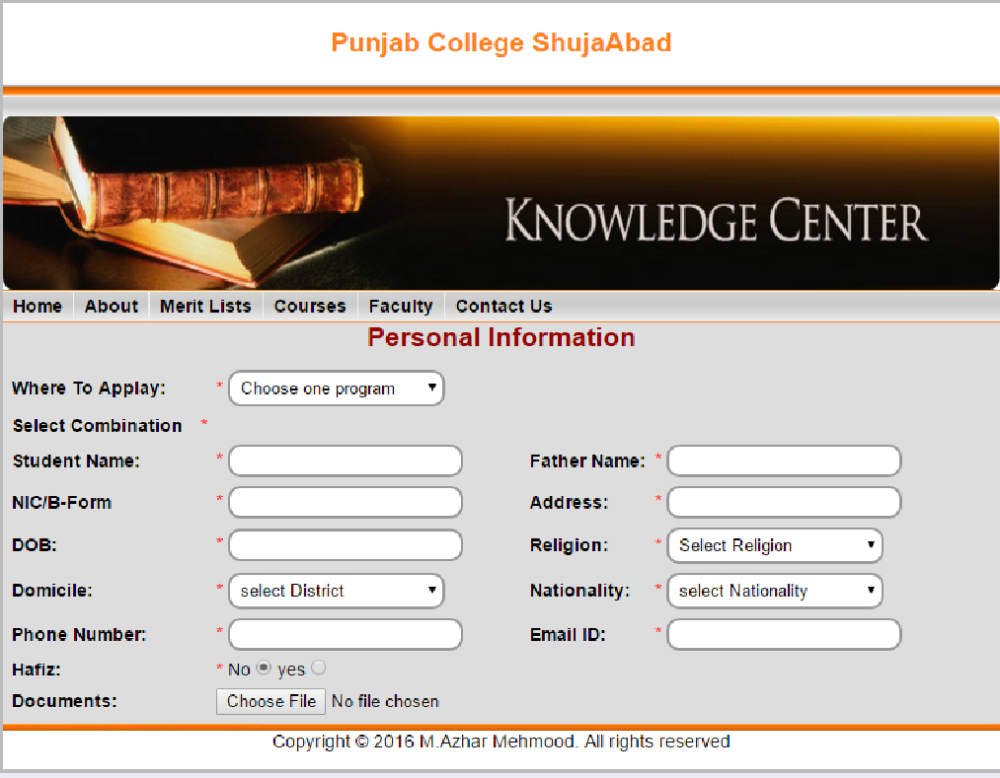 Punjab College ShujaAbad
KNOWLEDGE CENTER
Home About Merit Lists Courses Faculty Contact Us
Personal Information
Where To Applay: * Choose one program
Select Combination *
Student Name: * Father Name: *
NIC/B-Form * Address: *
DOB: * Religion: * Select Religion
Domicile: * select District Nationality: * select Nationality
Phone Number: * Email ID: *
Hafiz: * No yes
Documents: Choose File No file chosen
Copyright © 2016 M.Azhar Mehmood. All rights reserved